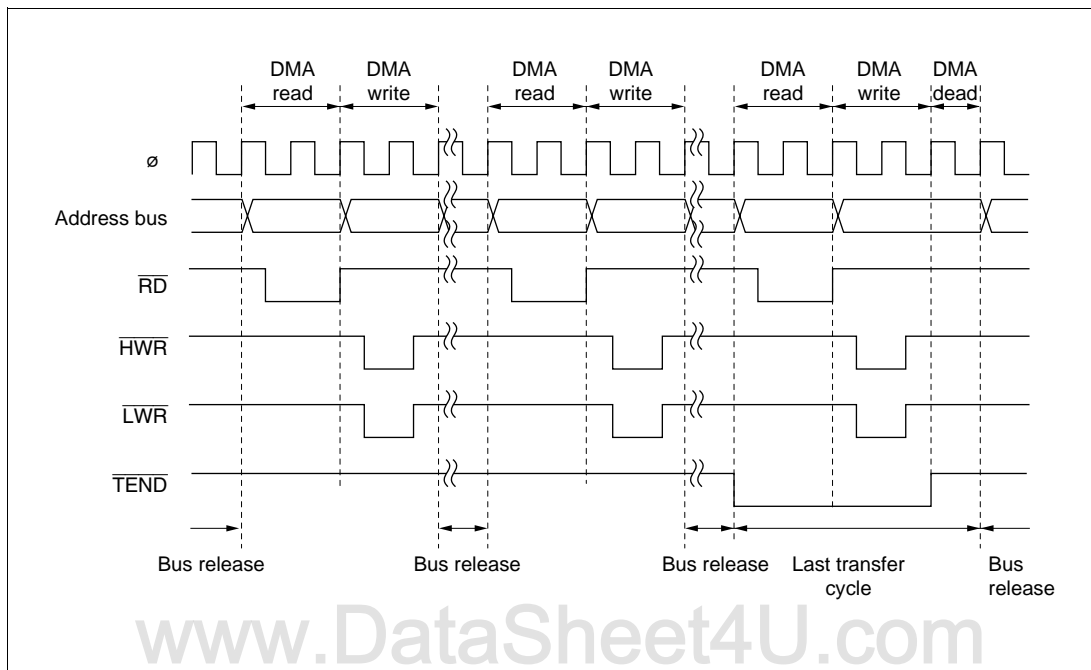 DMA read
DMA write
DMA read
DMA write
DMA read
DMA write
DMA dead
ø
Address bus
RD
HWR
LWR
TEND
Bus release
Bus release
Bus release
Last transfer cycle
Bus release
www.DataSheet4U.com